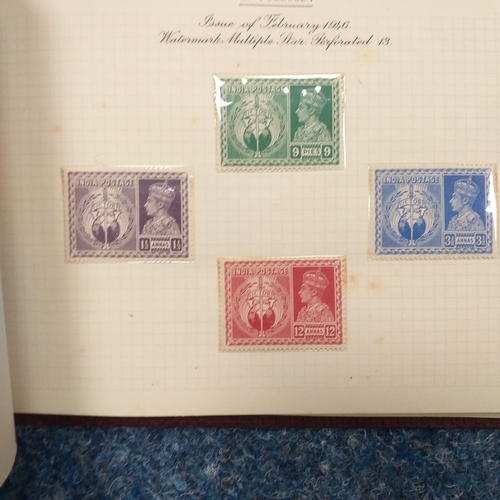 Issue of February 1946.
Watermark Multiple Star. Perforated 13.
INDIA POSTAGE
9 PIES 9
INDIA POSTAGE
1½ ANNAS 1½
INDIA POSTAGE
3½ ANNAS 3½
INDIA POSTAGE
VICTORY
12 ANNAS 12